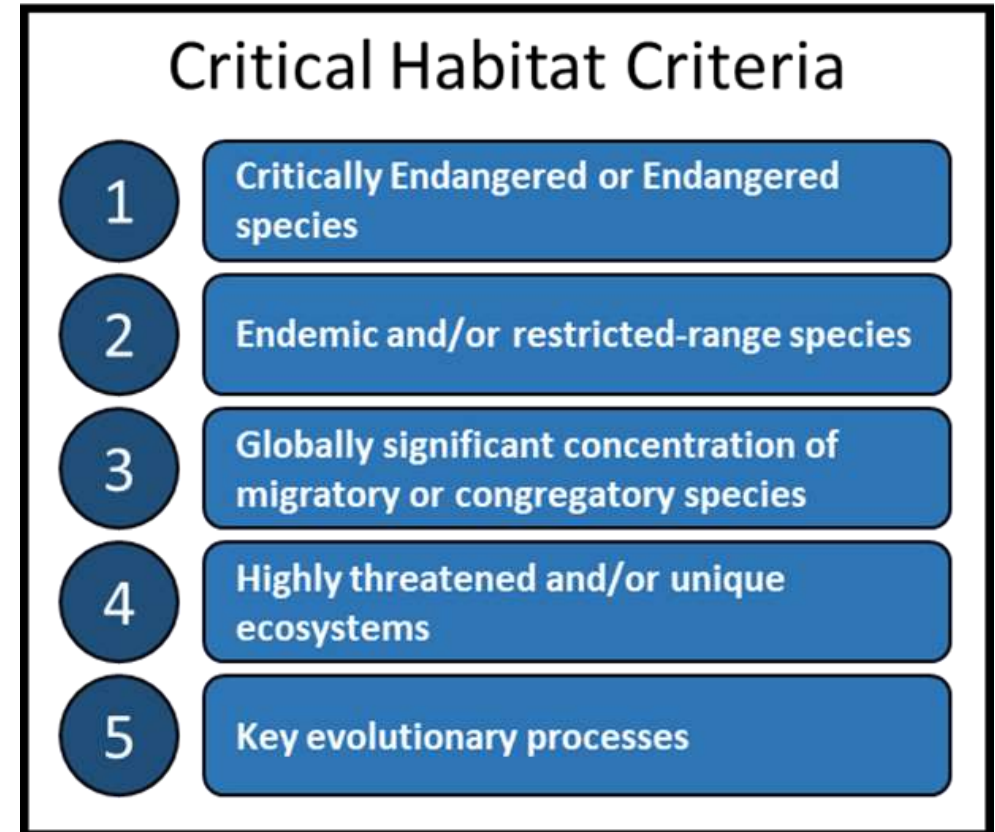 Critical Habitat Criteria
1
Critically Endangered or Endangered
species
2
Endemic and/or restricted-range species
3
Globally significant concentration of
migratory or congregatory species
4
Highly threatened and/or unique
ecosystems
5
Key evolutionary processes